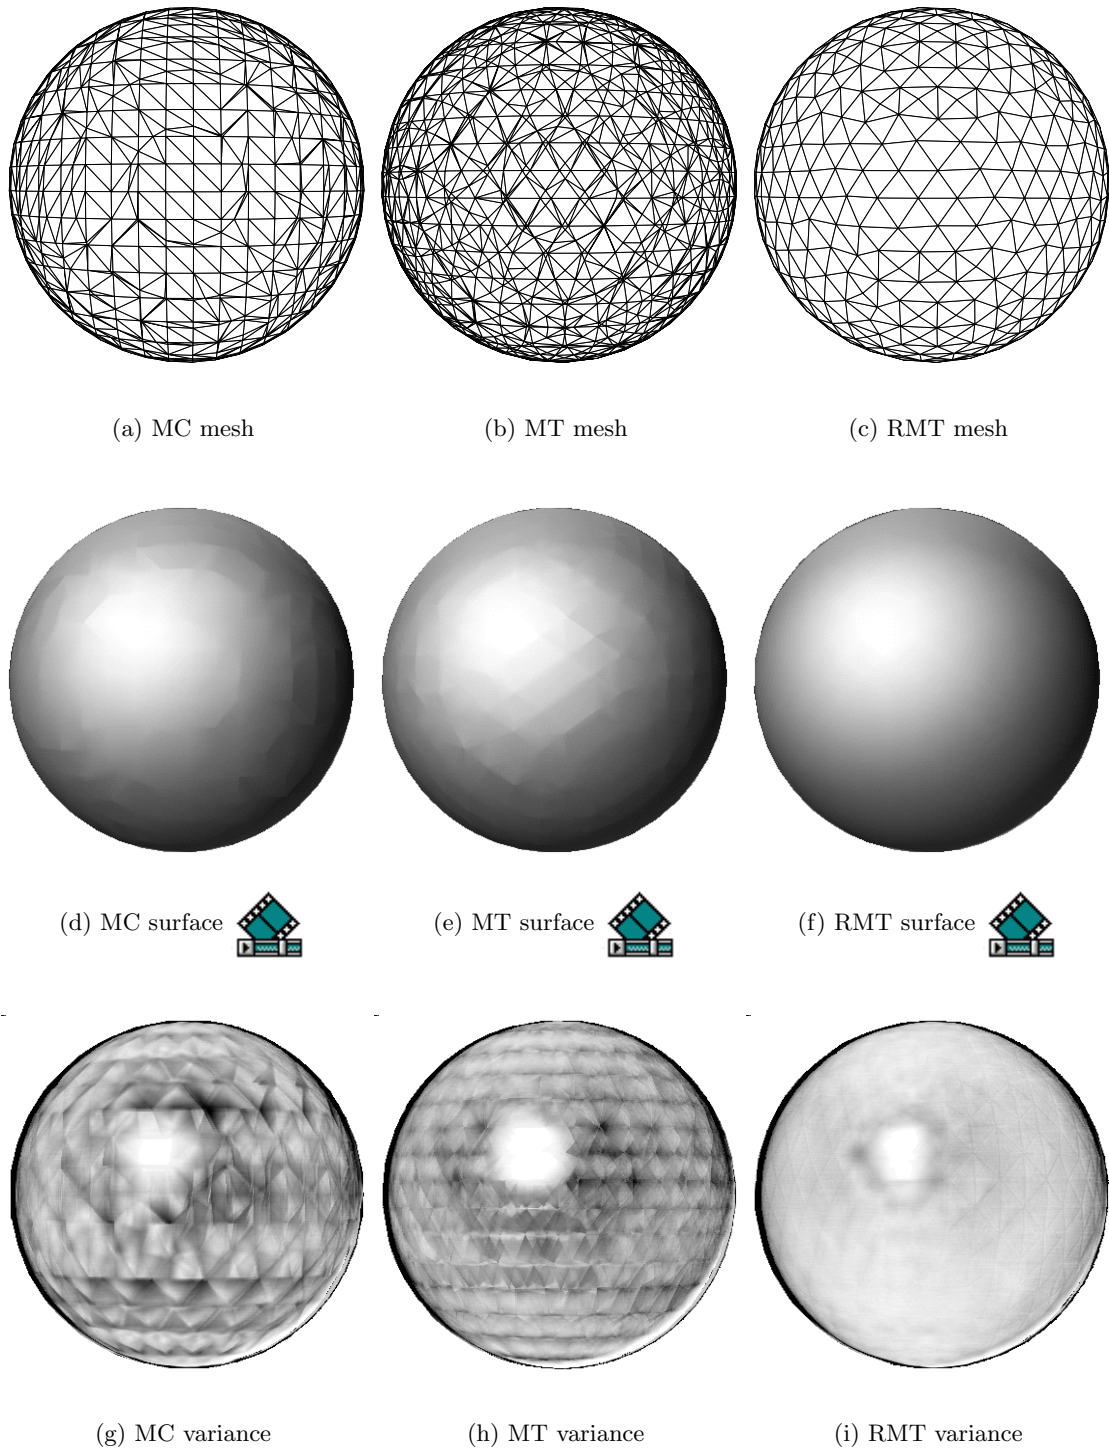 (a) MC mesh
(b) MT mesh
(c) RMT mesh
(d) MC surface
(e) MT surface
(f) RMT surface
(g) MC variance
(h) MT variance
(i) RMT variance